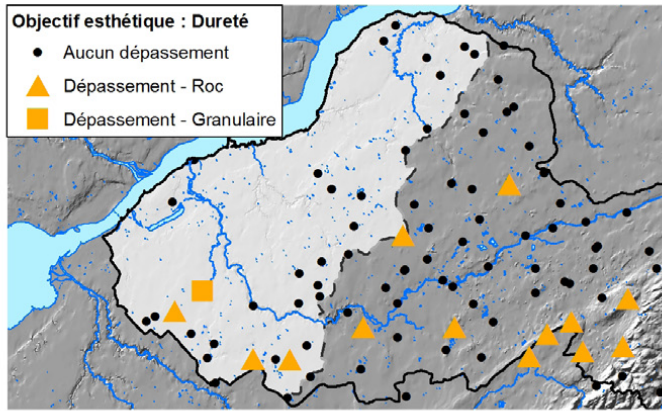 Objectif esthétique : Dureté
Aucun dépassement
Dépassement - Roc
Dépassement - Granulaire